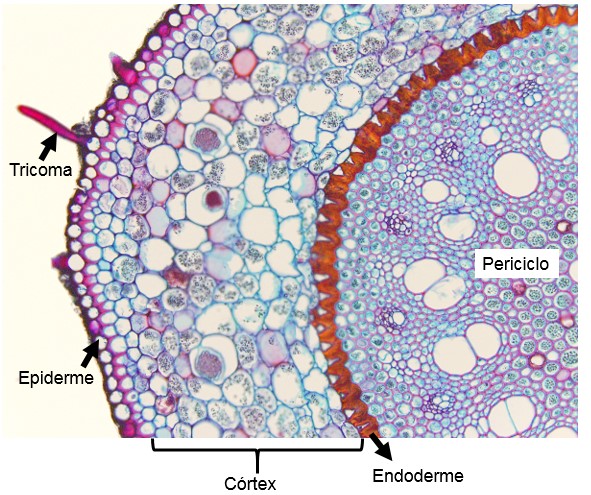 Tricoma
Periciclo
Epiderme
Córtex
Endoderme